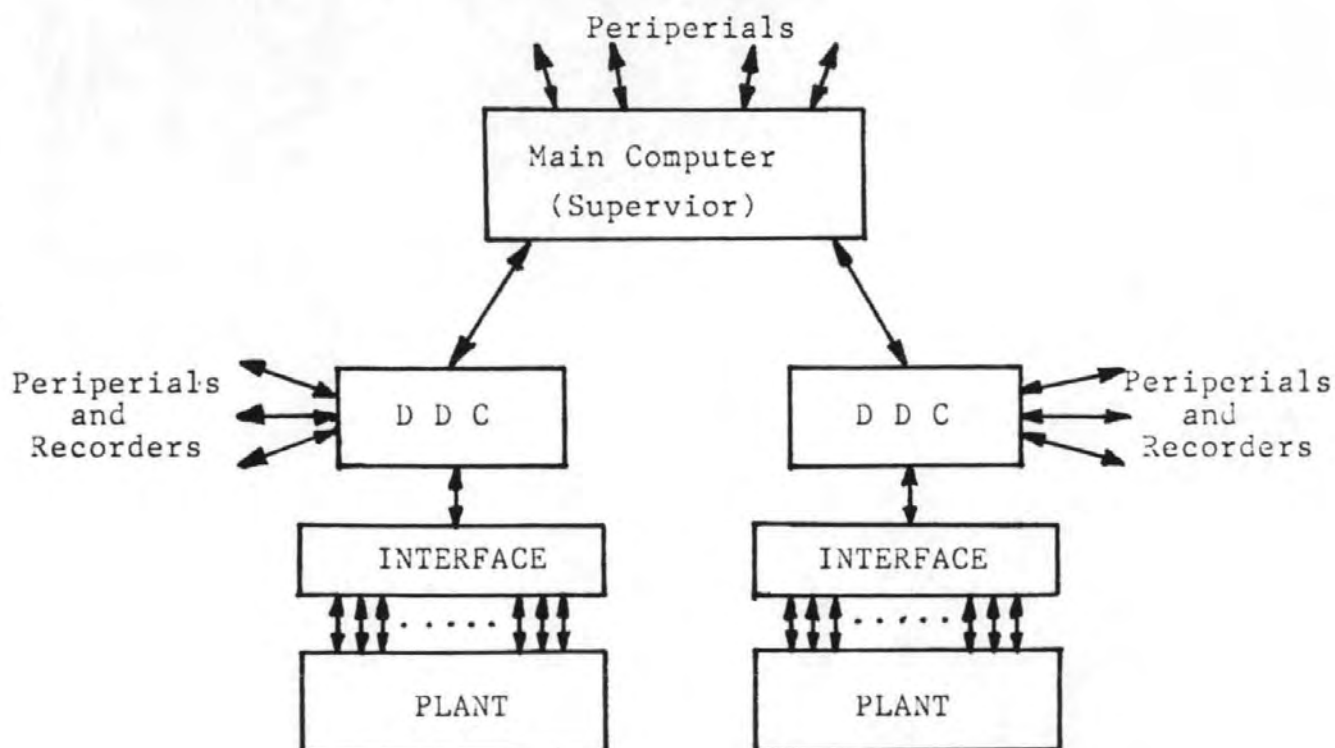 Periperials
Main Computer
(Supervior)
Periperials
and
Recorders
D D C
D D C
Periperials
and
Recorders
INTERFACE
INTERFACE
. . . . .
. . . . .
PLANT
PLANT